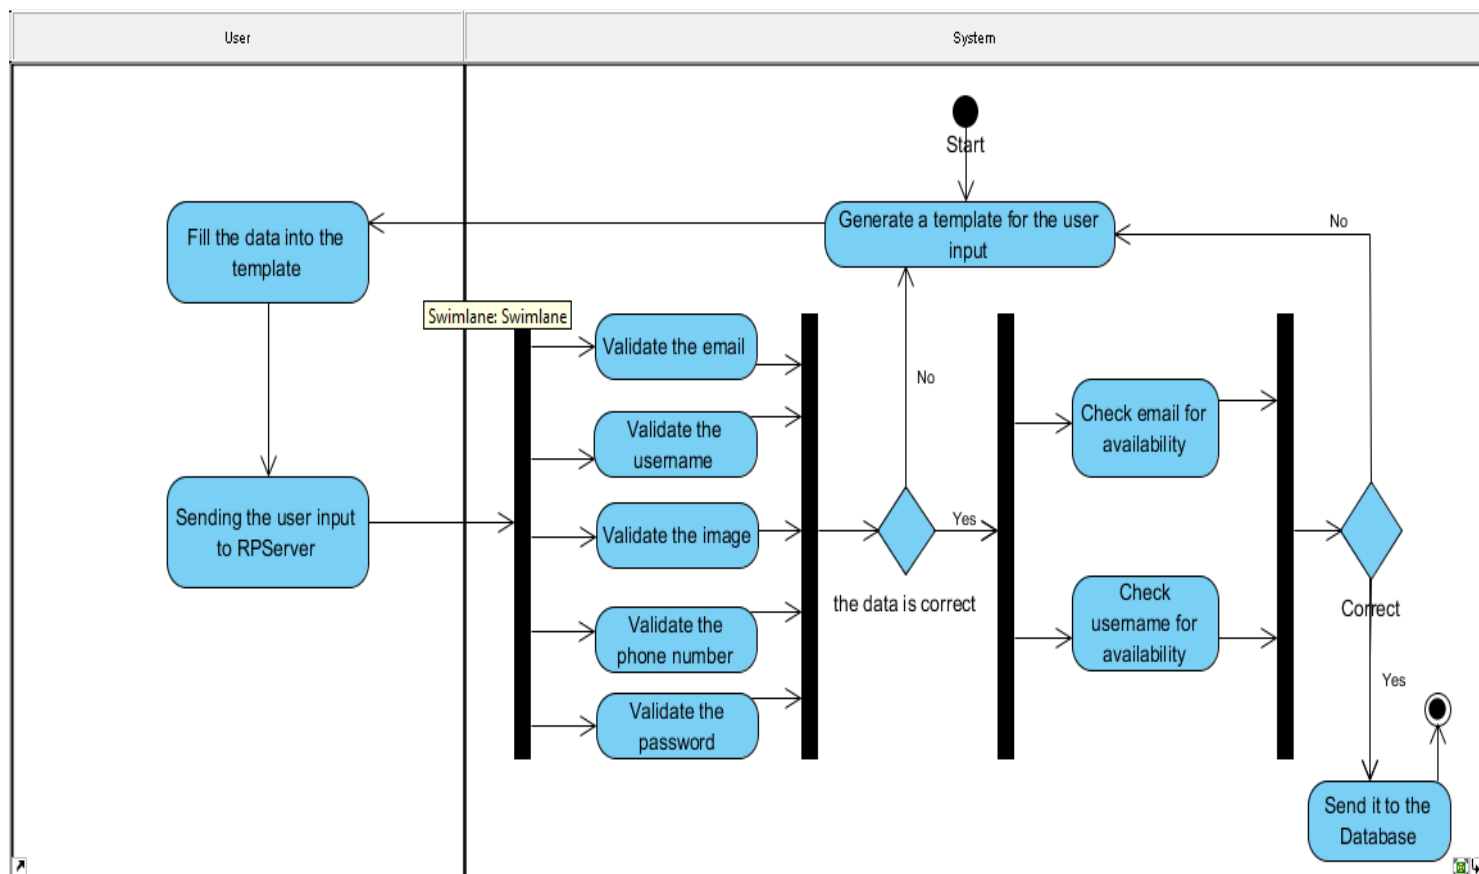 User
System
Start
Generate a template for the user
input
No
Fill the data into the
template
Swimlane: Swimlane
Validate the email
No
Validate the
username
Check email for
availability
Sending the user input
to RPServer
Validate the image
Yes
the data is correct
Validate the
phone number
Check
username for
availability
Correct
Validate the
password
Yes
Send it to the
Database